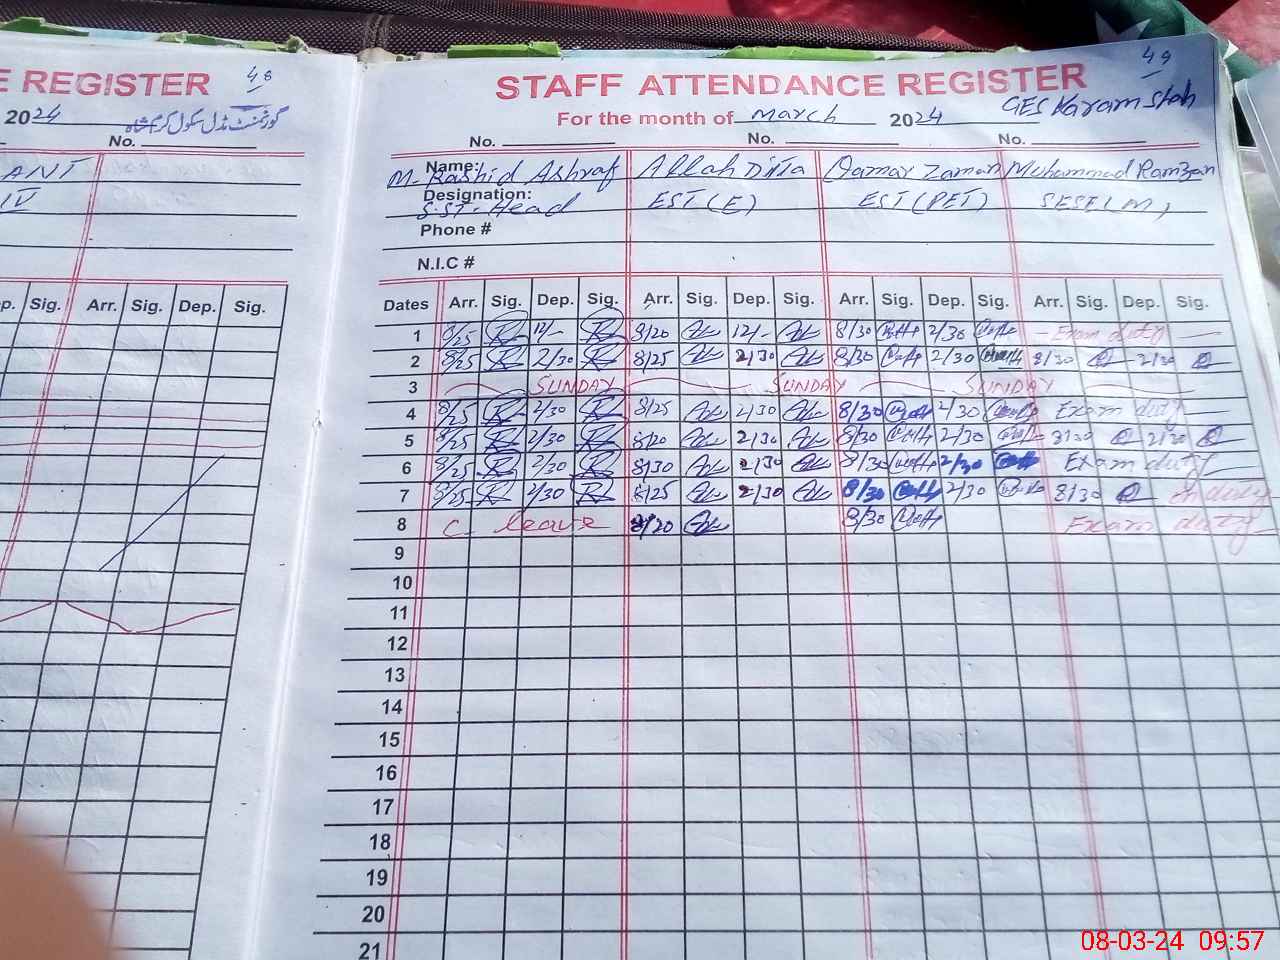 E REGISTER 48
2024 گورنمنٹ مڈل سکول کرم شاہ
No.
ANT
IV
p. Sig. Arr. Sig. Dep. Sig.
49
STAFF ATTENDANCE REGISTER
For the month of March 2024 GES Karam Shah
No. No. No.
Name: M. Rashid Ashraf Allah Ditta Qamar Zaman Muhammad Ramzan
Designation: S.ST. Head EST(E) EST(PET) SESE(M)
Phone #
N.I.C #
Dates Arr. Sig. Dep. Sig. Arr. Sig. Dep. Sig. Arr. Sig. Dep. Sig. Arr. Sig. Dep. Sig.
1 8/25 12/- 8/20 12/- 8/30 2/30 Exam duty
2 8/25 2/30 8/25 2/30 8/30 2/30 8/30 2/30
3 SUNDAY SUNDAY SUNDAY
4 8/25 2/30 8/25 2/30 8/30 2/30 Exam duty
5 8/25 2/30 8/20 2/30 8/30 2/30 8/30 2/30
6 8/25 2/30 8/30 2/30 8/30 2/30 Exam duty
7 8/25 2/30 8/25 2/30 8/30 2/30 8/30 duty
8 C. leave 8/20 8/30 Exam duty
9
10
11
12
13
14
15
16
17
18
19
20
21
08-03-24 09:57